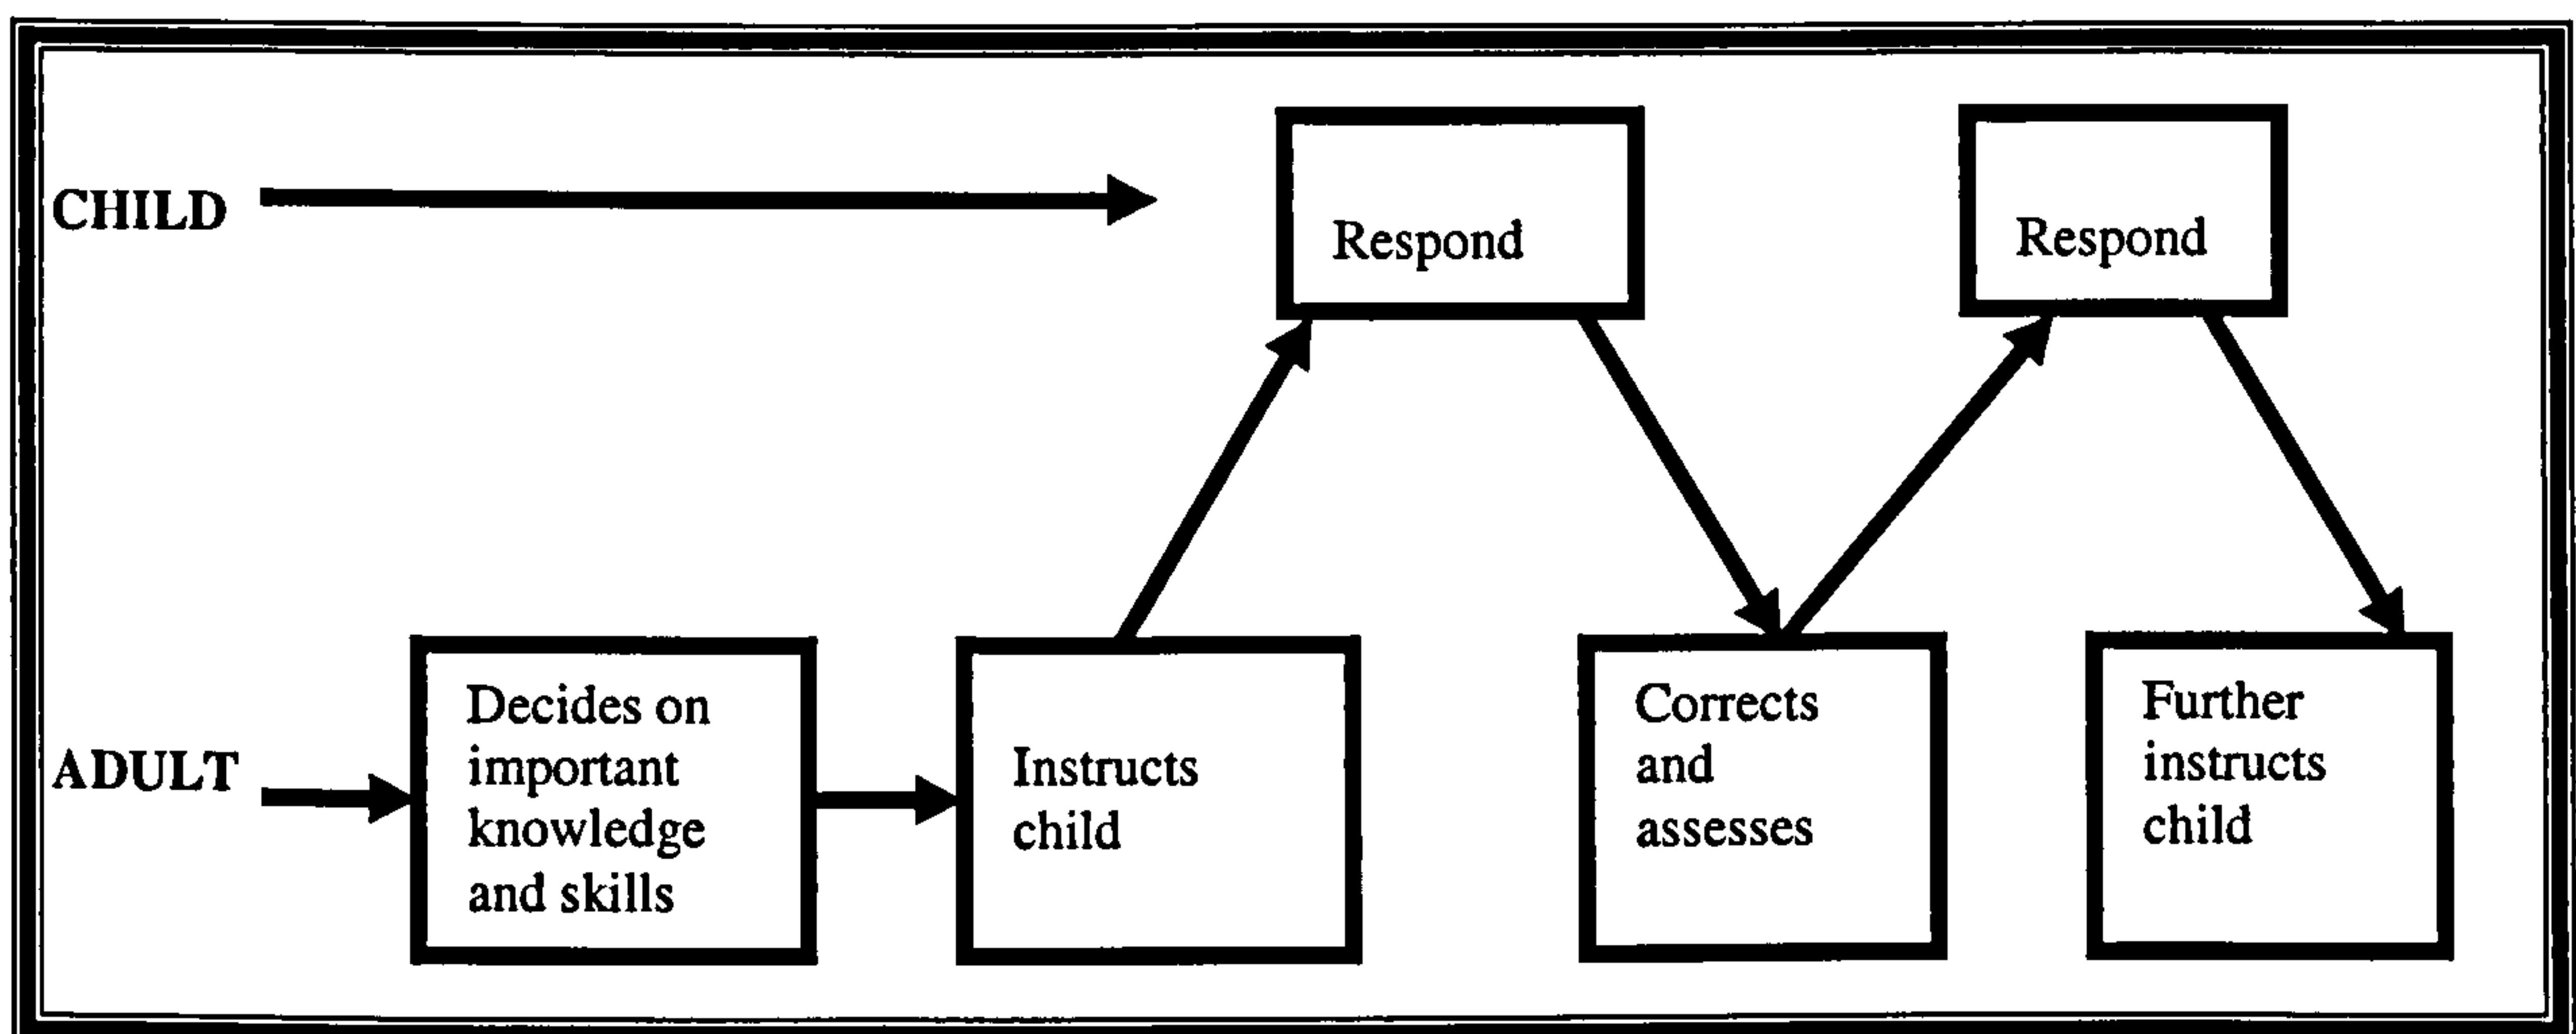 CHILD
Respond
Respond
ADULT
Decides on
important
knowledge
and skills
Instructs
child
Corrects
and
assesses
Further
instructs
child